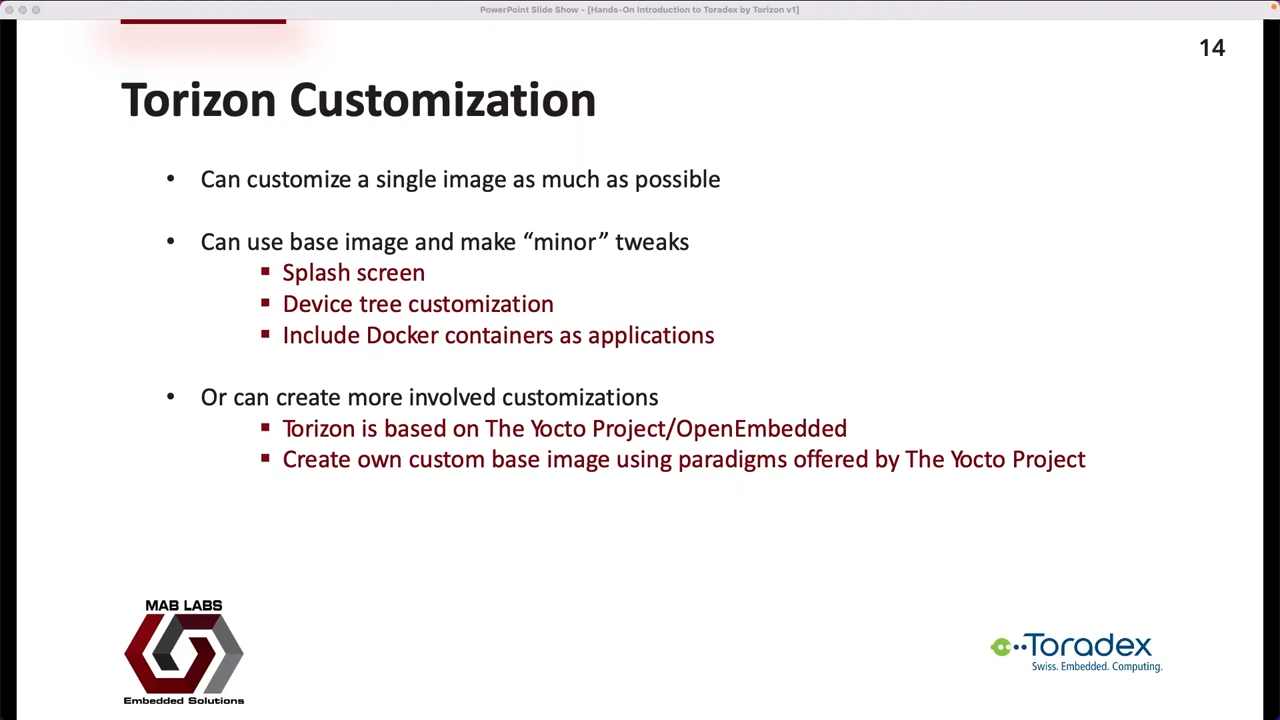 PowerPoint Slide Show - [Hands-On Introduction to Toradex by Torizon v1]
14
Torizon Customization
• Can customize a single image as much as possible
• Can use base image and make “minor” tweaks
▪ Splash screen
▪ Device tree customization
▪ Include Docker containers as applications
• Or can create more involved customizations
▪ Torizon is based on The Yocto Project/OpenEmbedded
▪ Create own custom base image using paradigms offered by The Yocto Project
MAB LABS
Embedded Solutions
Toradex
Swiss. Embedded. Computing.